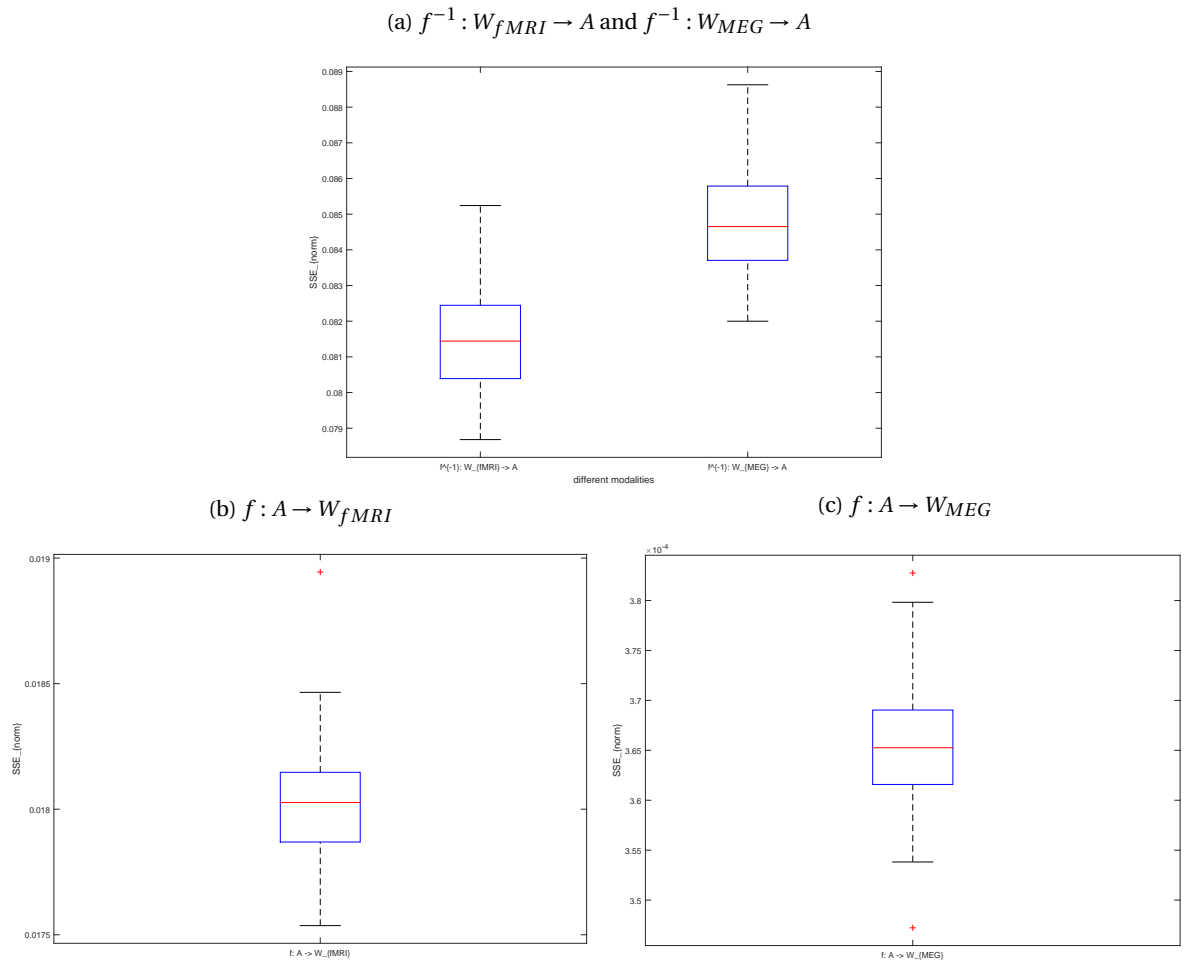 (a) f⁻¹ : W_{fMRI} → A and f⁻¹ : W_{MEG} → A
0.089
0.088
0.087
0.086
0.085
0.084
0.083
0.082
0.081
0.08
0.079
SSE_{norm}
f^{-1}: W_{fMRI} -> A
f^{-1}: W_{MEG} -> A
different modalities
(b) f : A → W_{fMRI}
0.019
0.0185
0.018
0.0175
SSE_{norm}
f: A -> W_{fMRI}
(c) f : A → W_{MEG}
×10⁻⁴
3.8
3.75
3.7
3.65
3.6
3.55
3.5
SSE_{norm}
f: A -> W_{MEG}